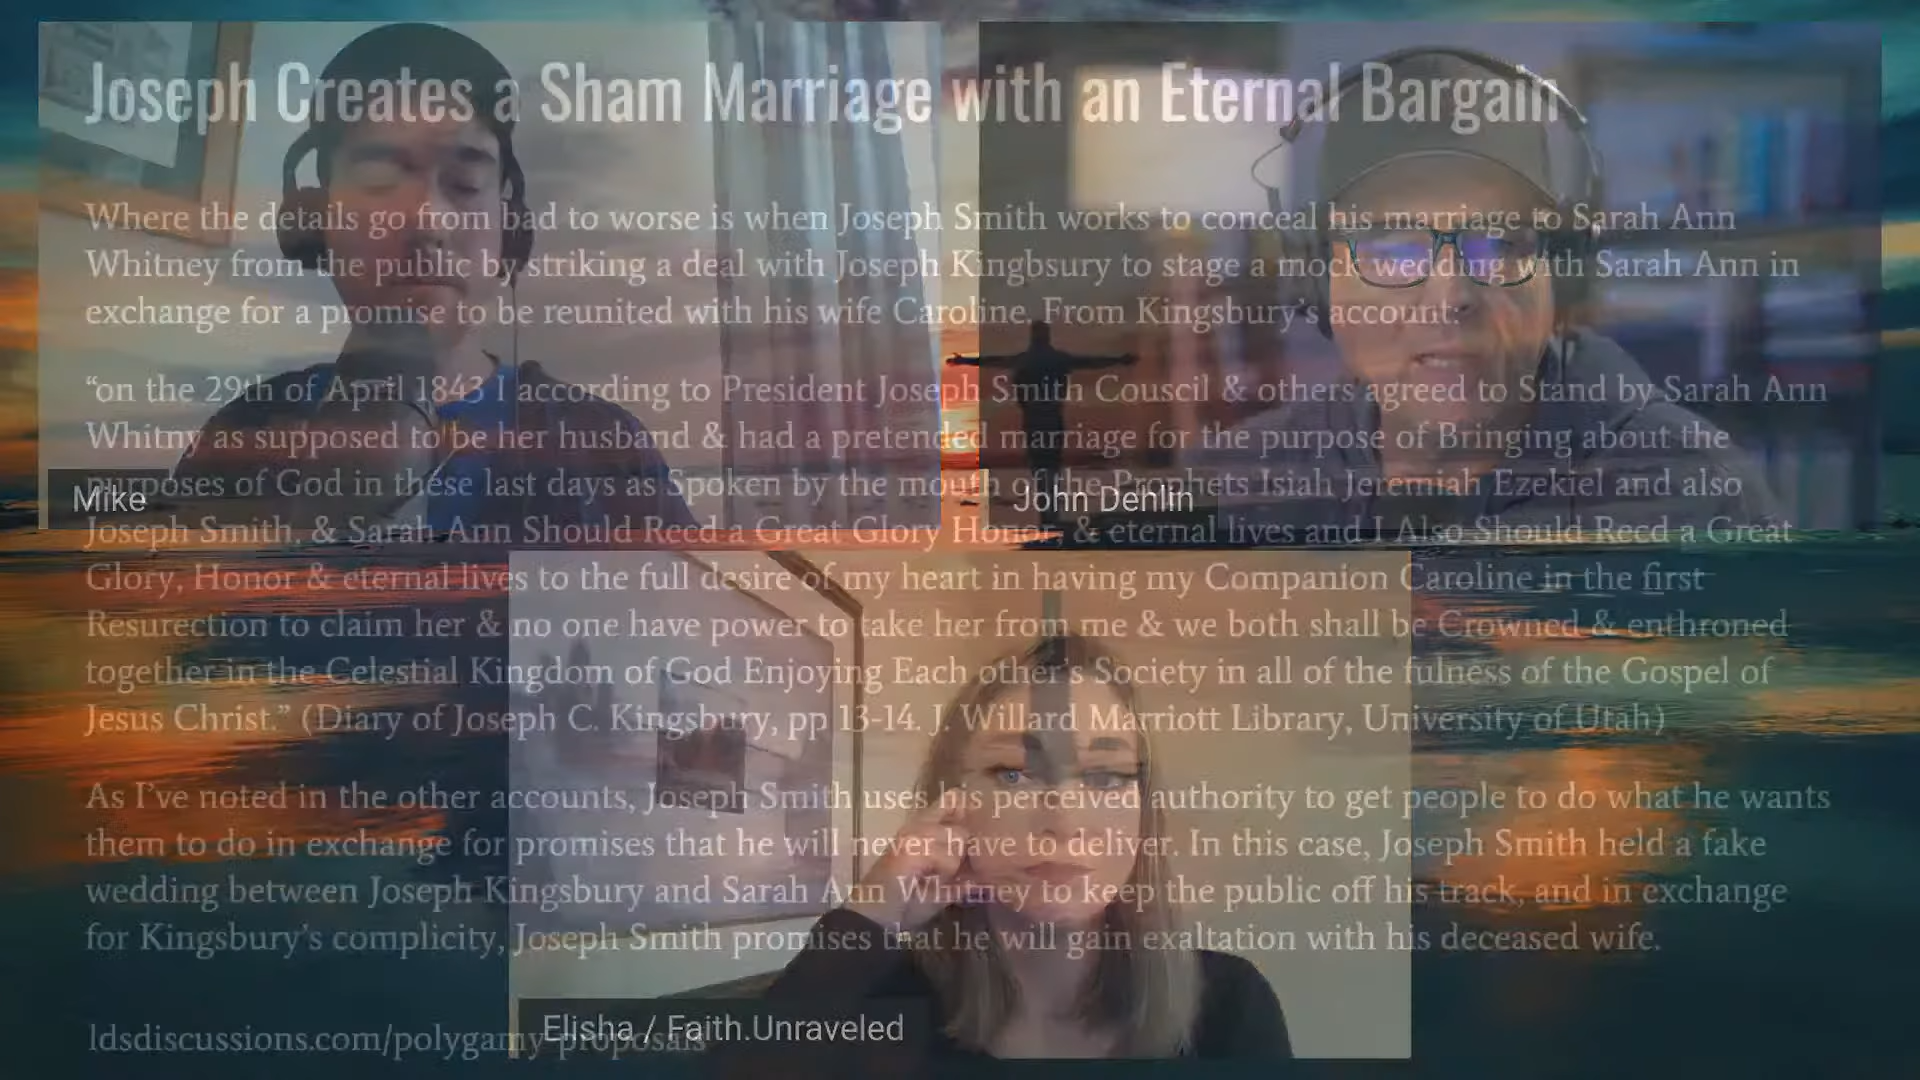 Joseph Creates a Sham Marriage with an Eternal Bargain
Where the details go from bad to worse is when Joseph Smith works to conceal his marriage to Sarah Ann
Whitney from the public by striking a deal with Joseph Kingbsury to stage a mock wedding with Sarah Ann in
exchange for a promise to be reunited with his wife Caroline. From Kingsbury's account:
“on the 29th of April 1843 I according to President Joseph Smith Couscil & others agreed to Stand by Sarah Ann
Whitny as supposed to be her husband & had a pretended marriage for the purpose of Bringing about the
purposes of God in these last days as Spoken by the mouth of the Prophets Isiah Jeremiah Ezekiel and also
Joseph Smith, & Sarah Ann Should Recd a Great Glory Honor, & eternal lives and I Also Should Recd a Great
Glory, Honor & eternal lives to the full desire of my heart in having my Companion Caroline in the first
Resurection to claim her & no one have power to take her from me & we both shall be Crowned & enthroned
together in the Celestial Kingdom of God Enjoying Each other's Society in all of the fulness of the Gospel of
Jesus Christ.” (Diary of Joseph C. Kingsbury, pp 13-14. J. Willard Marriott Library, University of Utah)
As I've noted in the other accounts, Joseph Smith uses his perceived authority to get people to do what he wants
them to do in exchange for promises that he will never have to deliver. In this case, Joseph Smith held a fake
wedding between Joseph Kingsbury and Sarah Ann Whitney to keep the public off his track, and in exchange
for Kingsbury's complicity, Joseph Smith promises that he will gain exaltation with his deceased wife.
ldsdiscussions.com/polygamy-proposals
Mike
John Dehlin
Elisha / Faith.Unraveled